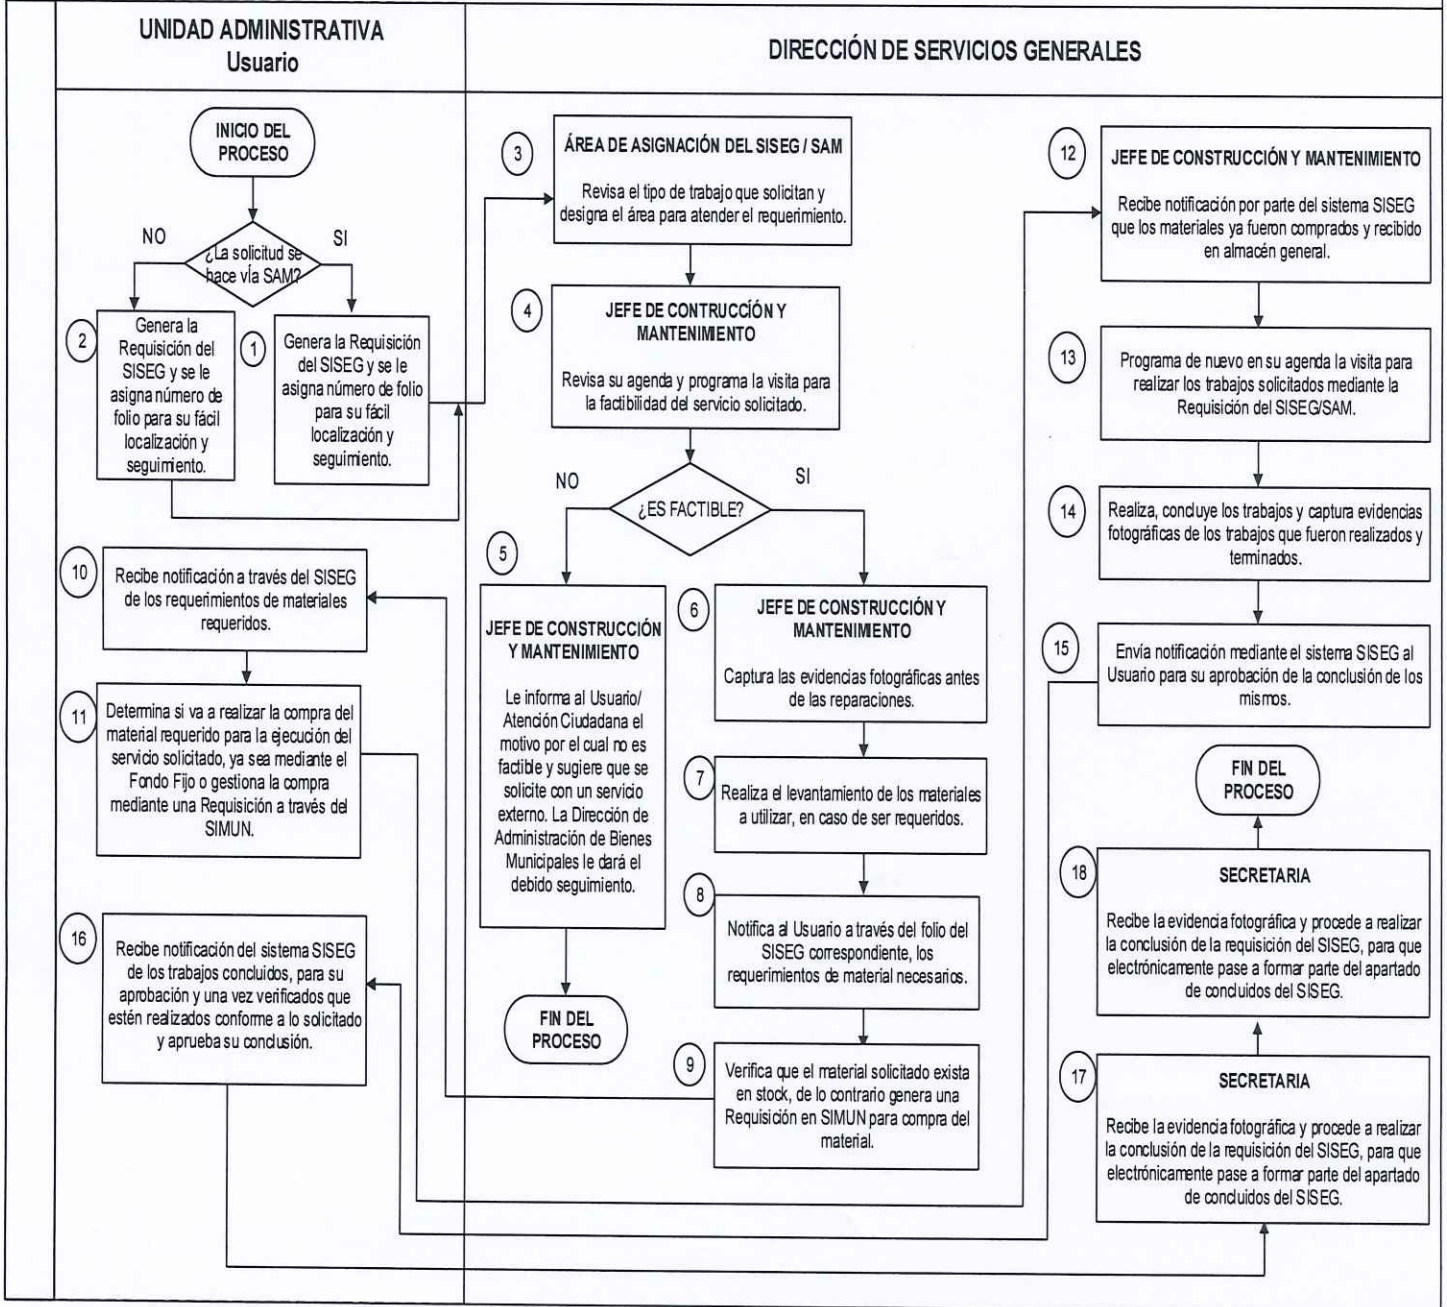 UNIDAD ADMINISTRATIVA
Usuario
DIRECCIÓN DE SERVICIOS GENERALES
INICIO DEL
PROCESO
¿La solicitud se
hace vía SAM?
NO
SI
2
Genera la
Requisición del
SISEG y se le
asigna número de
folio para su fácil
localización y
seguimiento.
1
Genera la Requisición
del SISEG y se le
asigna número de folio
para su fácil
localización y
seguimiento.
3
ÁREA DE ASIGNACIÓN DEL SISEG / SAM
Revisa el tipo de trabajo que solicitan y
designa el área para atender el requerimiento.
4
JEFE DE CONTRUCCÍÓN Y
MANTENIMIENTO
Revisa su agenda y programa la visita para
la factibilidad del servicio solicitado.
NO
SI
¿ES FACTIBLE?
5
JEFE DE CONSTRUCCIÓN
Y MANTENIMIENTO
Le informa al Usuario/
Atención Ciudadana el
motivo por el cual no es
factible y sugiere que se
solicite con un servicio
externo. La Dirección de
Administración de Bienes
Municipales le dará el
debido seguimiento.
FIN DEL
PROCESO
6
JEFE DE CONSTRUCCIÓN Y
MANTENIMIENTO
Captura las evidencias fotográficas antes
de las reparaciones.
7
Realiza el levantamiento de los materiales
a utilizar, en caso de ser requeridos.
8
Notifica al Usuario a través del folio del
SISEG correspondiente, los
requerimientos de material necesarios.
9
Verifica que el material solicitado exista
en stock, de lo contrario genera una
Requisición en SIMUN para compra del
material.
10
Recibe notificación a través del SISEG
de los requerimientos de materiales
requeridos.
11
Determina si va a realizar la compra del
material requerido para la ejecución del
servicio solicitado, ya sea mediante el
Fondo Fijo o gestiona la compra
mediante una Requisición a través del
SIMUN.
12
JEFE DE CONSTRUCCIÓN Y MANTENIMIENTO
Recibe notificación por parte del sistema SISEG
que los materiales ya fueron comprados y recibido
en almacén general.
13
Programa de nuevo en su agenda la visita para
realizar los trabajos solicitados mediante la
Requisición del SISEG/SAM.
14
Realiza, concluye los trabajos y captura evidencias
fotográficas de los trabajos que fueron realizados y
terminados.
15
Envía notificación mediante el sistema SISEG al
Usuario para su aprobación de la conclusión de los
mismos.
16
Recibe notificación del sistema SISEG
de los trabajos concluidos, para su
aprobación y una vez verificados que
estén realizados conforme a lo solicitado
y aprueba su conclusión.
17
SECRETARIA
Recibe la evidencia fotográfica y procede a realizar
la conclusión de la requisición del SISEG, para que
electrónicamente pase a formar parte del apartado
de concluidos del SISEG.
18
SECRETARIA
Recibe la evidencia fotográfica y procede a realizar
la conclusión de la requisición del SISEG, para que
electrónicamente pase a formar parte del apartado
de concluidos del SISEG.
FIN DEL
PROCESO